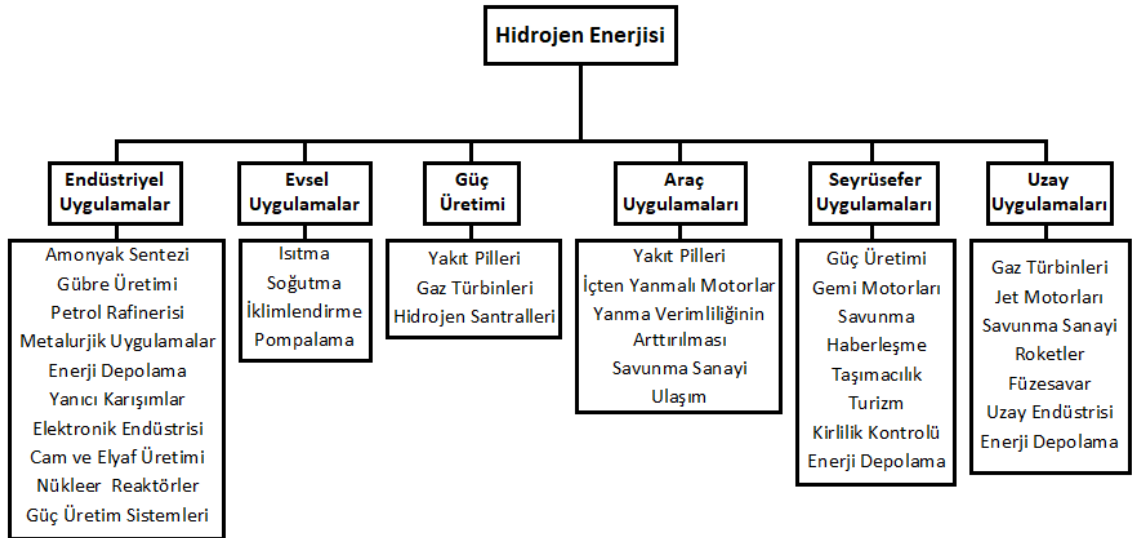 Hidrojen Enerjisi
Endüstriyel
Uygulamalar
Amonyak Sentezi
Gübre Üretimi
Petrol Rafinerisi
Metalurjik Uygulamalar
Enerji Depolama
Yanıcı Karışımlar
Elektronik Endüstrisi
Cam ve Elyaf Üretimi
Nükleer Reaktörler
Güç Üretim Sistemleri
Evsel
Uygulamalar
Isıtma
Soğutma
İklimlendirme
Pompalama
Güç
Üretimi
Yakıt Pilleri
Gaz Türbinleri
Hidrojen Santralleri
Araç
Uygulamaları
Yakıt Pilleri
İçten Yanmalı Motorlar
Yanma Verimliliğinin
Arttırılması
Savunma Sanayi
Ulaşım
Seyrüsefer
Uygulamaları
Güç Üretimi
Gemi Motorları
Savunma
Haberleşme
Taşımacılık
Turizm
Kirlilik Kontrolü
Enerji Depolama
Uzay
Uygulamaları
Gaz Türbinleri
Jet Motorları
Savunma Sanayi
Roketler
Füzesavar
Uzay Endüstrisi
Enerji Depolama